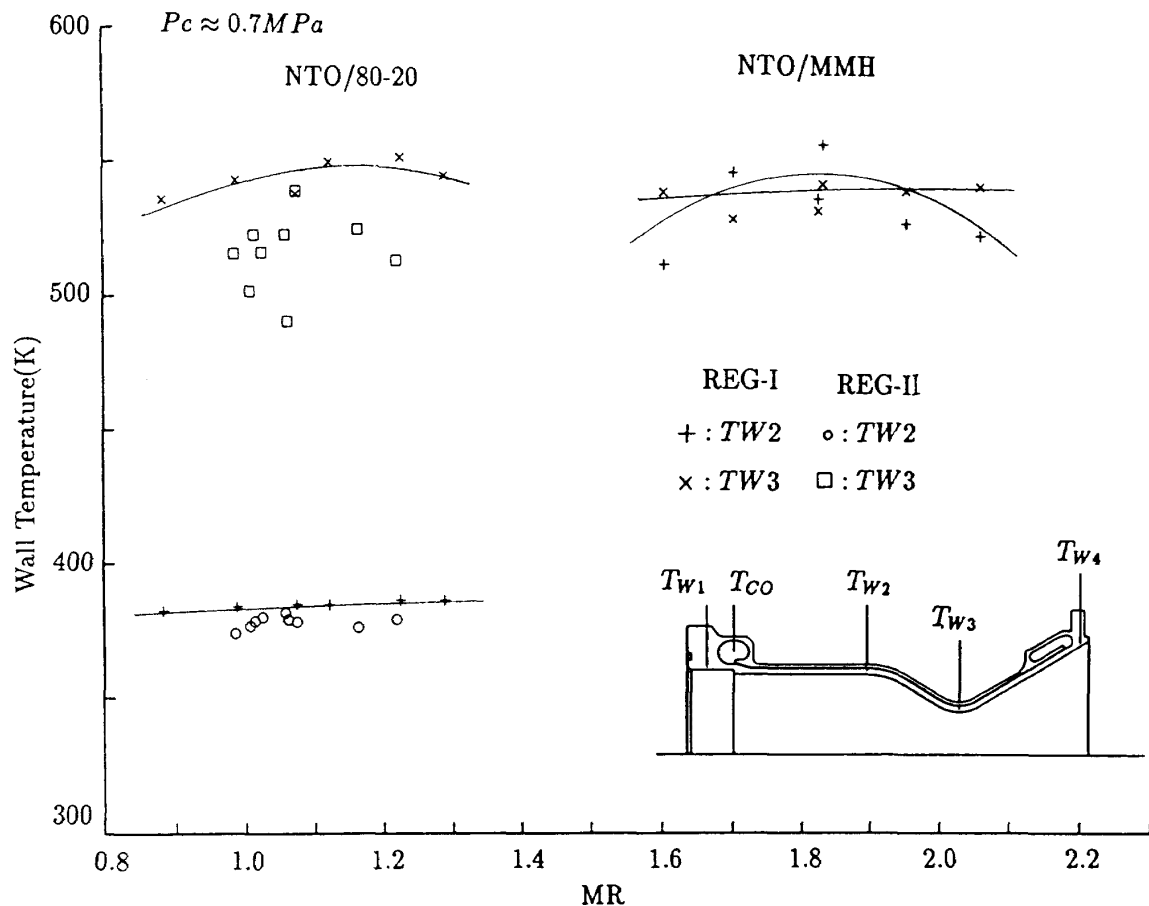 600
Pc ≈ 0.7MPa
NTO/80-20
NTO/MMH
500
REG-I REG-II
+ : TW2 ○ : TW2
× : TW3 □ : TW3
Wall Temperature(K)
400
TW1 TCO TW2 TW3 TW4
300
0.8 1.0 1.2 1.4 1.6 1.8 2.0 2.2
MR